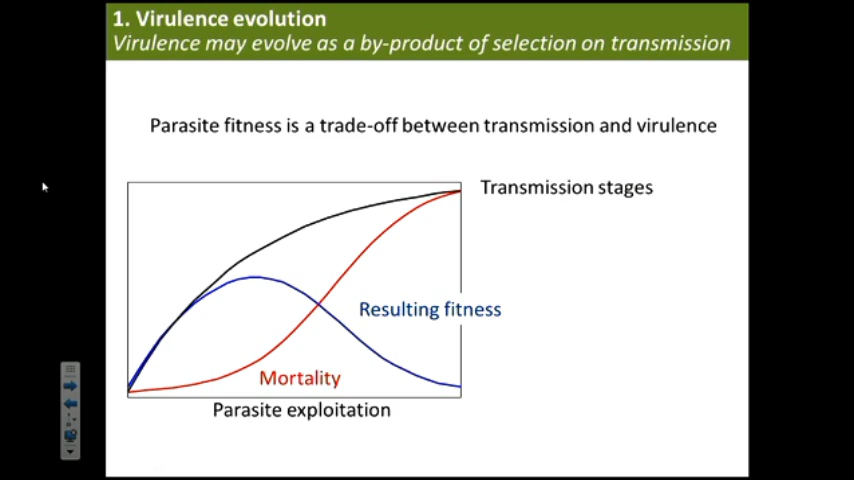 1. Virulence evolution
Virulence may evolve as a by-product of selection on transmission
Parasite fitness is a trade-off between transmission and virulence
Transmission stages
Resulting fitness
Mortality
Parasite exploitation